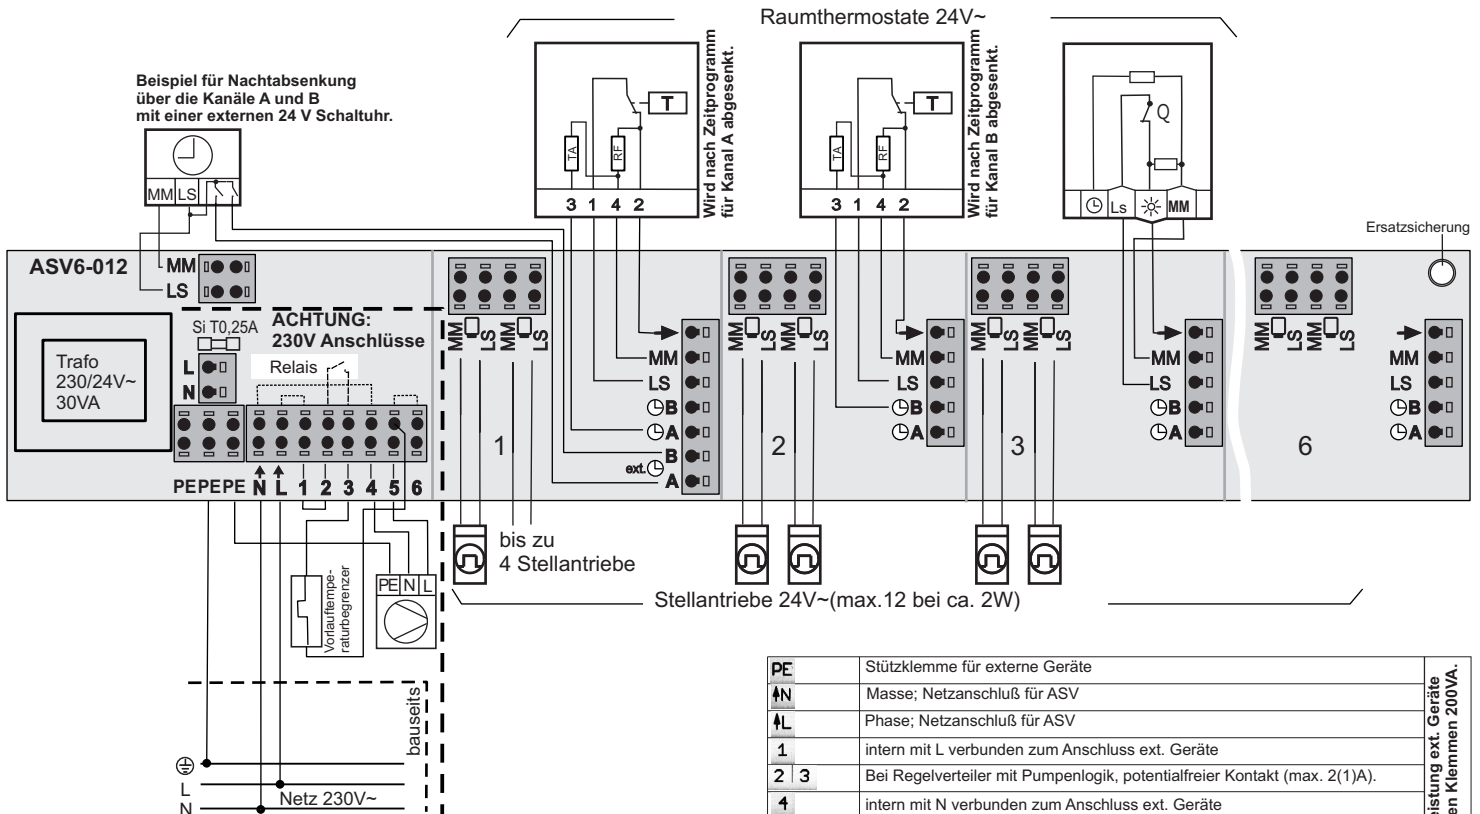 Raumthermostate 24V~
Beispiel für Nachtabsenkung
über die Kanäle A und B
mit einer externen 24 V Schaltuhr.
MM LS
T
TA
RF
3 1 4 2
Wird nach Zeitprogramm
für Kanal A abgesenkt.
T
TA
RF
3 1 4 2
Wird nach Zeitprogramm
für Kanal B abgesenkt.
Q
Ls MM
Ersatzsicherung
ASV6-012
MM
LS
Si T0,25A
ACHTUNG:
230V Anschlüsse
Trafo
230/24V~
30VA
L
N
Relais
PE PE PE N L 1 2 3 4 5 6
MM LS MM LS
MM
LS
B
A
B
ext.
A
1
MM LS MM LS
MM
LS
B
A
2
MM LS MM LS
MM
LS
B
A
3
MM LS MM LS
MM
LS
B
A
6
bis zu
4 Stellantriebe
Stellantriebe 24V~(max.12 bei ca. 2W)
Vorlauftempe-
raturbegrenzer
PE N L
bauseits
L
N
Netz 230V~
PE Stützklemme für externe Geräte
N Masse; Netzanschluß für ASV
L Phase; Netzanschluß für ASV
1 intern mit L verbunden zum Anschluss ext. Geräte
2 3 Bei Regelverteiler mit Pumpenlogik, potentialfreier Kontakt (max. 2(1)A).
4 intern mit N verbunden zum Anschluss ext. Geräte
eistung ext. Geräte
en Klemmen 200VA.